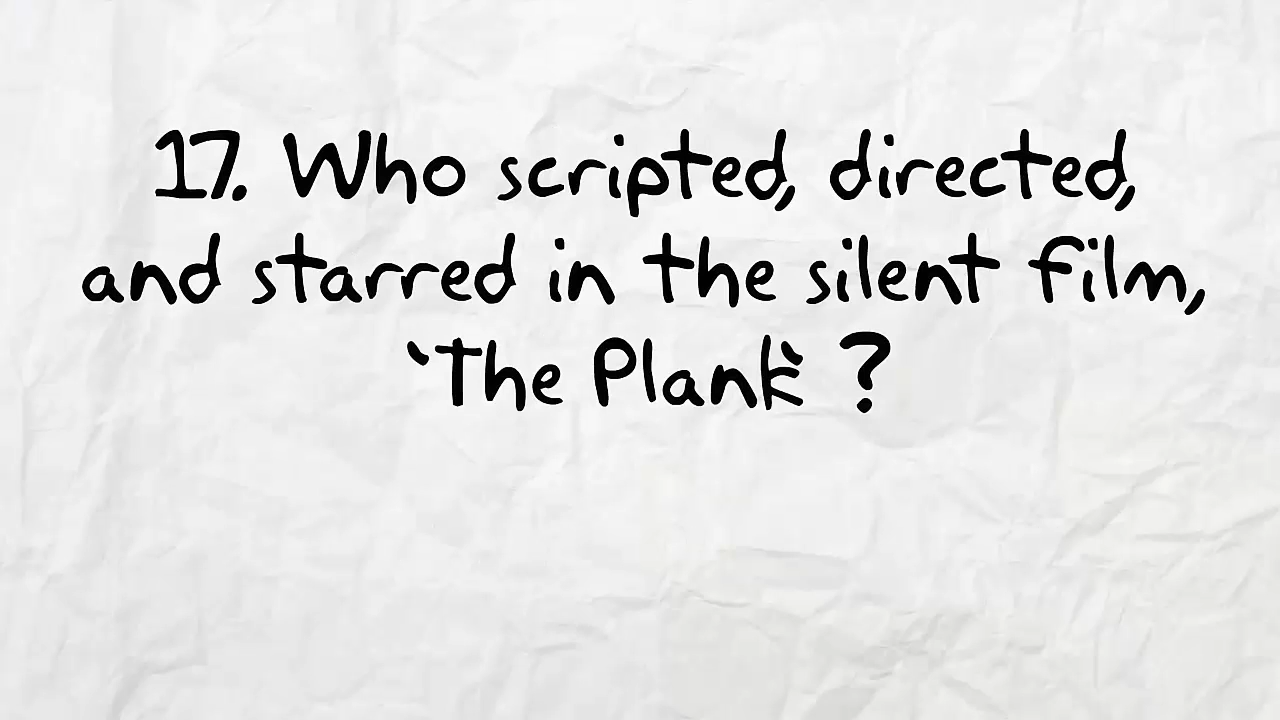 17. Who scripted, directed,
and starred in the silent film,
`The Plank` ?